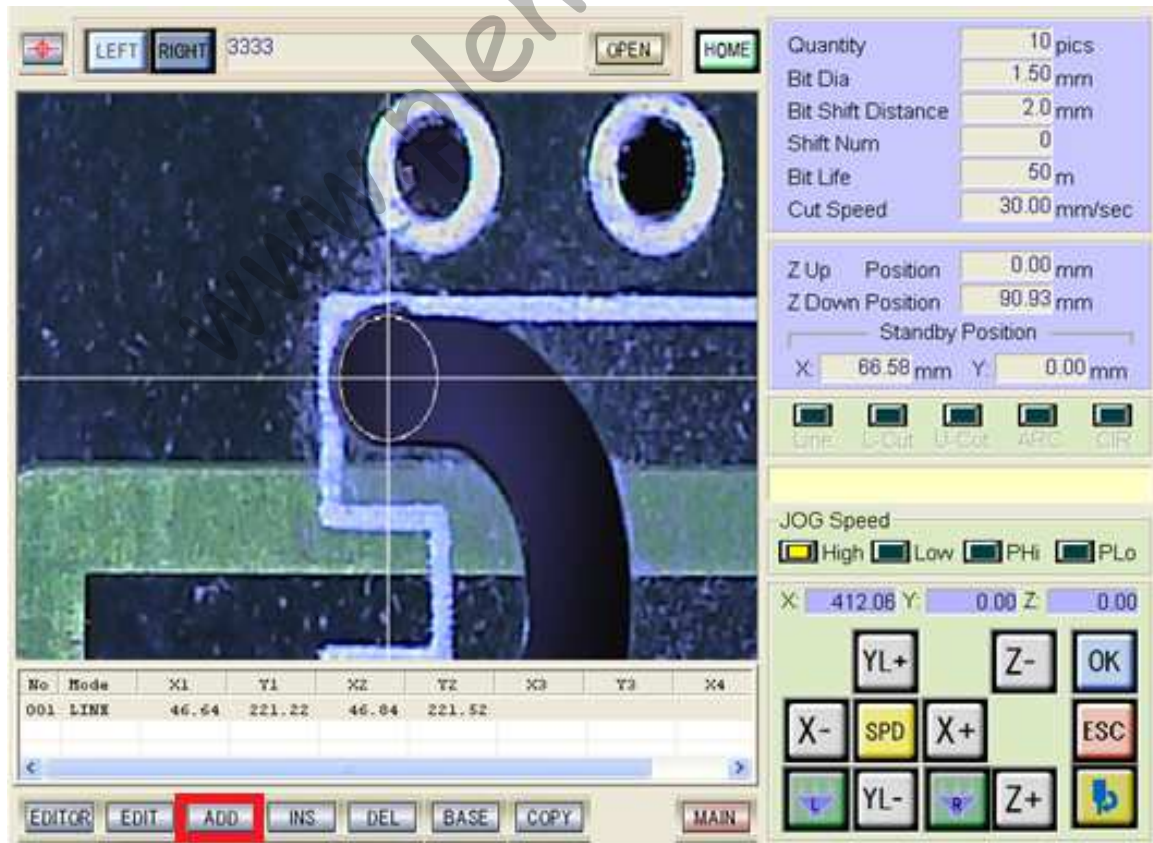 LEFT RIGHT 3333 OPEN HOME
Quantity 10 pics
Bit Dia 1.50 mm
Bit Shift Distance 2.0 mm
Shift Num 0
Bit Life 50 m
Cut Speed 30.00 mm/sec
Z Up Position 0.00 mm
Z Down Position 90.93 mm
Standby Position
X: 66.58 mm Y: 0.00 mm
Line L-Cut U-Cut ARC CIR
JOG Speed
High Low PHi PLo
X: 412.06 Y: 0.00 Z: 0.00
YL+ Z- OK
X- SPD X+ ESC
L YL- R Z+
No Mode X1 Y1 X2 Y2 X3 Y3 X4
001 LINE 46.64 221.22 46.84 221.52
EDITOR EDIT ADD INS DEL BASE COPY MAIN